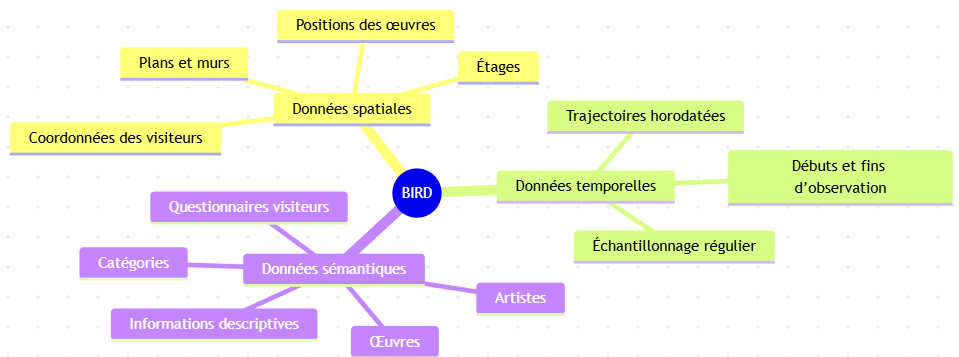 Positions des œuvres
Plans et murs
Étages
Données spatiales
Coordonnées des visiteurs
Trajectoires horodatées
Débuts et fins
d’observation
Données temporelles
BIRD
Questionnaires visiteurs
Échantillonnage régulier
Catégories
Données sémantiques
Artistes
Informations descriptives
Œuvres